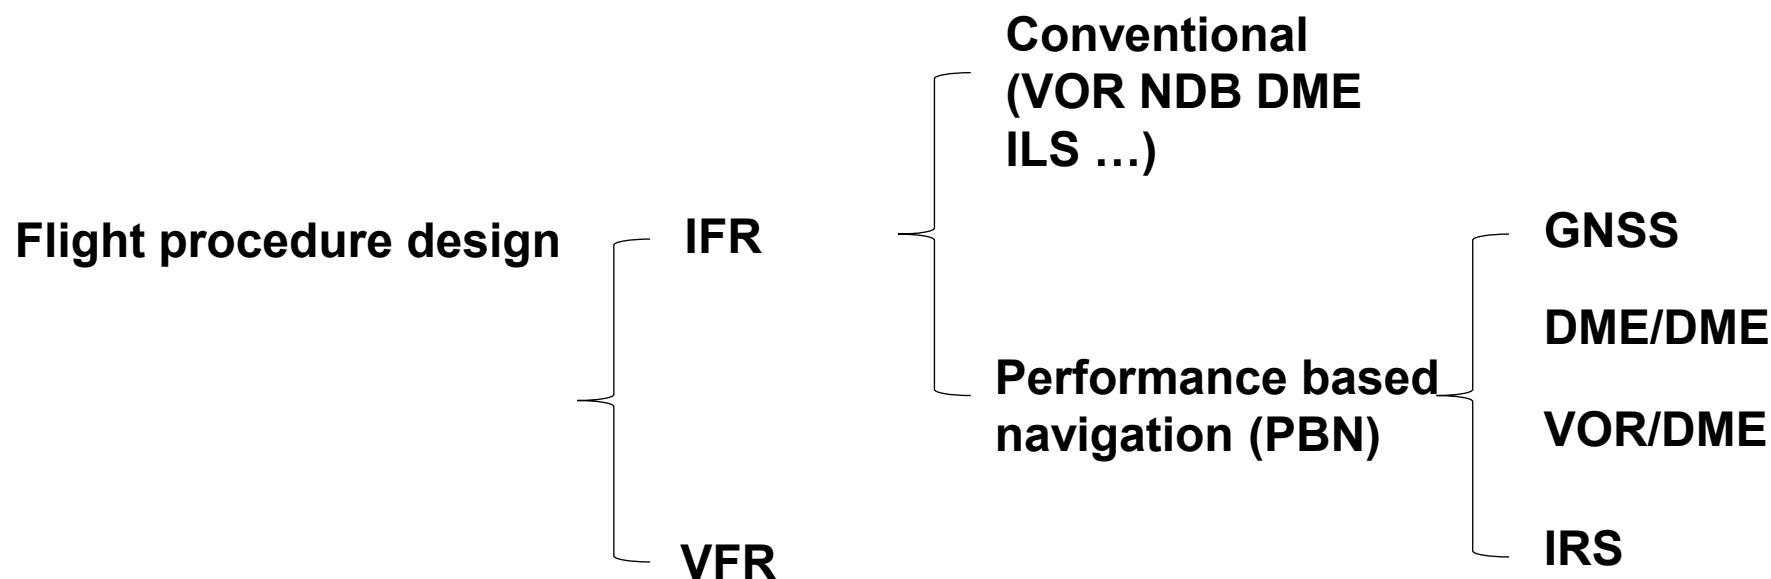 Conventional
(VOR NDB DME
ILS …)
Flight procedure design
IFR
GNSS
DME/DME
Performance based
navigation (PBN)
VOR/DME
VFR
IRS